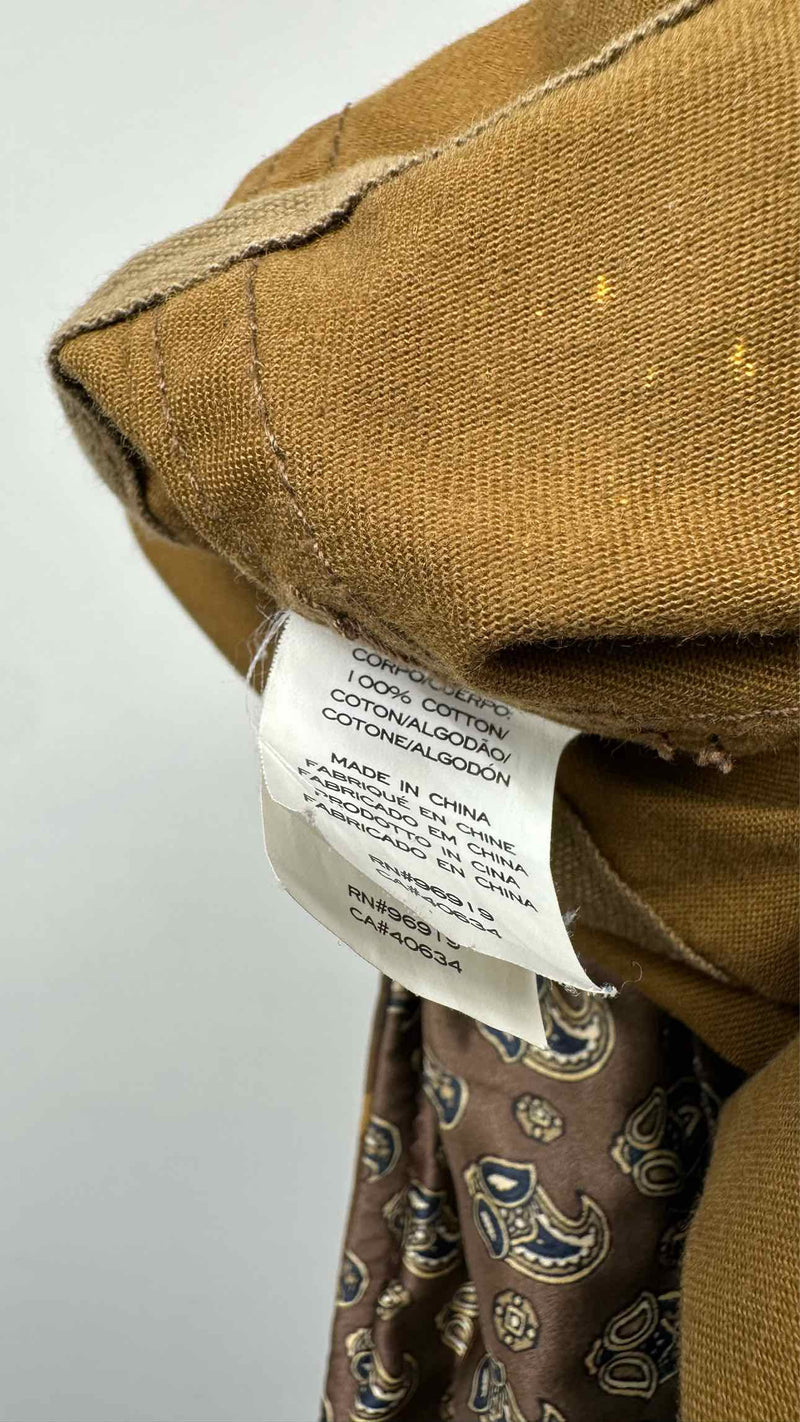 CORPO/CUERPO:
100% COTTON/
COTON/ALGODÃO/
COTONE/ALGODÓN
MADE IN CHINA
FABRIQUÉ EN CHINE
FABRICADO EM CHINA
PRODOTTO IN CINA
FABRICADO EN CHINA
RN#96919
CA#40634
RN#96919
CA#40634